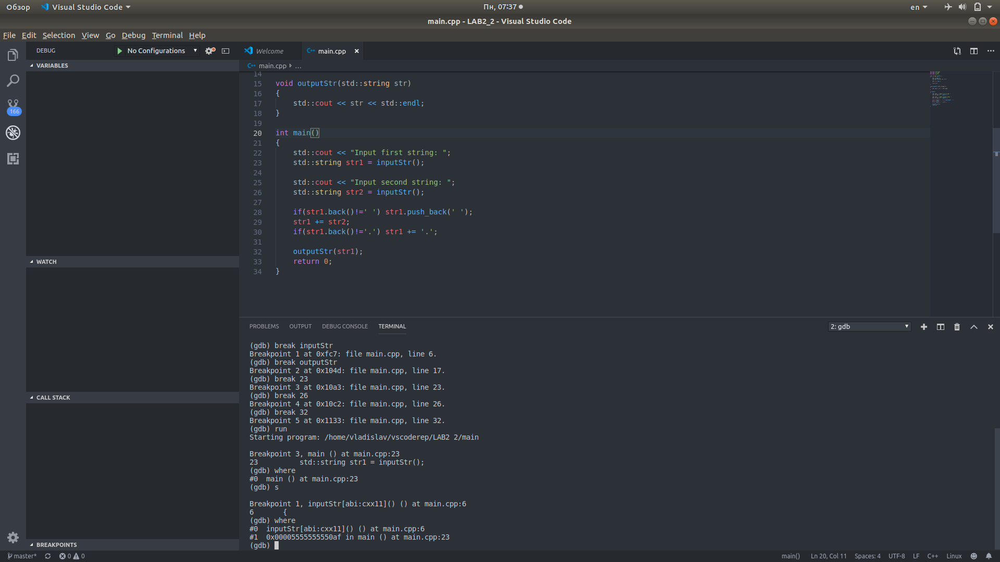 Обзор Visual Studio Code Пн, 07:37 en
main.cpp - LAB2_2 - Visual Studio Code
File Edit Selection View Go Debug Terminal Help
DEBUG No Configurations Welcome main.cpp
VARIABLES
main.cpp ...
14
15 void outputStr(std::string str)
16 {
17 std::cout << str << std::endl;
18 }
19
20 int main()
21 {
22 std::cout << "Input first string: ";
23 std::string str1 = inputStr();
24
25 std::cout << "Input second string: ";
26 std::string str2 = inputStr();
27
28 if(str1.back()!=' ') str1.push_back(' ');
29 str1 += str2;
30 if(str1.back()!='.') str1 += '.';
31
32 outputStr(str1);
33 return 0;
34 }
166
WATCH
CALL STACK
BREAKPOINTS
PROBLEMS OUTPUT DEBUG CONSOLE TERMINAL 2: gdb
(gdb) break inputStr
Breakpoint 1 at 0xfc7: file main.cpp, line 6.
(gdb) break outputStr
Breakpoint 2 at 0x104d: file main.cpp, line 17.
(gdb) break 23
Breakpoint 3 at 0x10a3: file main.cpp, line 23.
(gdb) break 26
Breakpoint 4 at 0x10c2: file main.cpp, line 26.
(gdb) break 32
Breakpoint 5 at 0x1133: file main.cpp, line 32.
(gdb) run
Starting program: /home/vladislav/vscoderep/LAB2 2/main
Breakpoint 3, main () at main.cpp:23
23 std::string str1 = inputStr();
(gdb) where
#0 main () at main.cpp:23
(gdb) s
Breakpoint 1, inputStr[abi:cxx11]() () at main.cpp:6
6 {
(gdb) where
#0 inputStr[abi:cxx11]() () at main.cpp:6
#1 0x00005555555550af in main () at main.cpp:23
(gdb)
master* 0 0 main() Ln 20, Col 11 Spaces: 4 UTF-8 LF C++ Linux